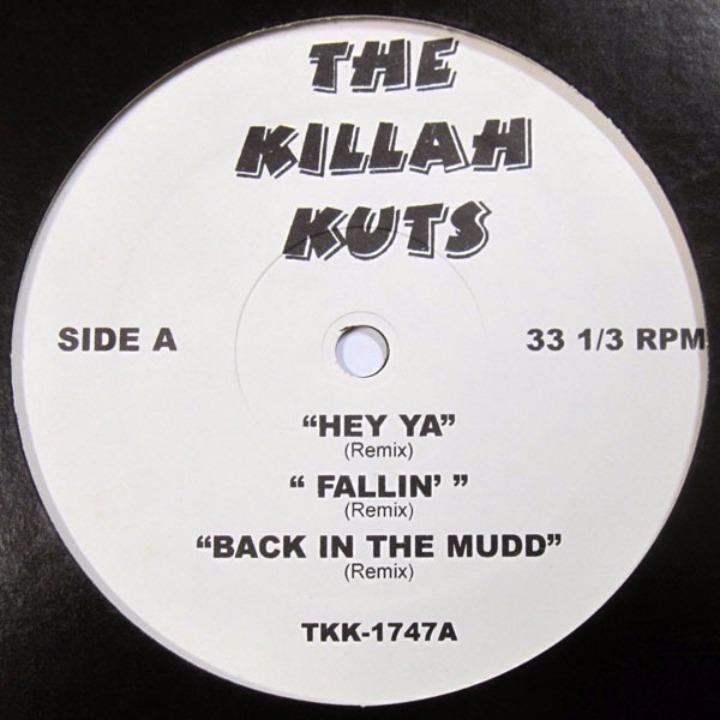 THE
KILLAH
KUTS
SIDE A
33 1/3 RPM
“HEY YA”
(Remix)
“ FALLIN’ ”
(Remix)
“BACK IN THE MUDD”
(Remix)
TKK-1747A